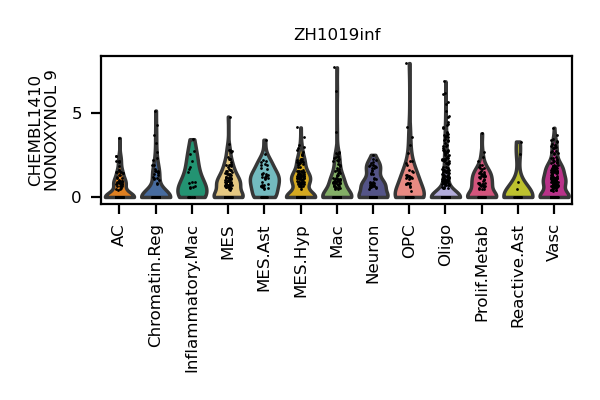 ZH1019inf
CHEMBL1410
NONOXYNOL 9
5
0
AC
Chromatin.Reg
Inflammatory.Mac
MES
MES.Ast
MES.Hyp
Mac
Neuron
OPC
Oligo
Prolif.Metab
Reactive.Ast
Vasc